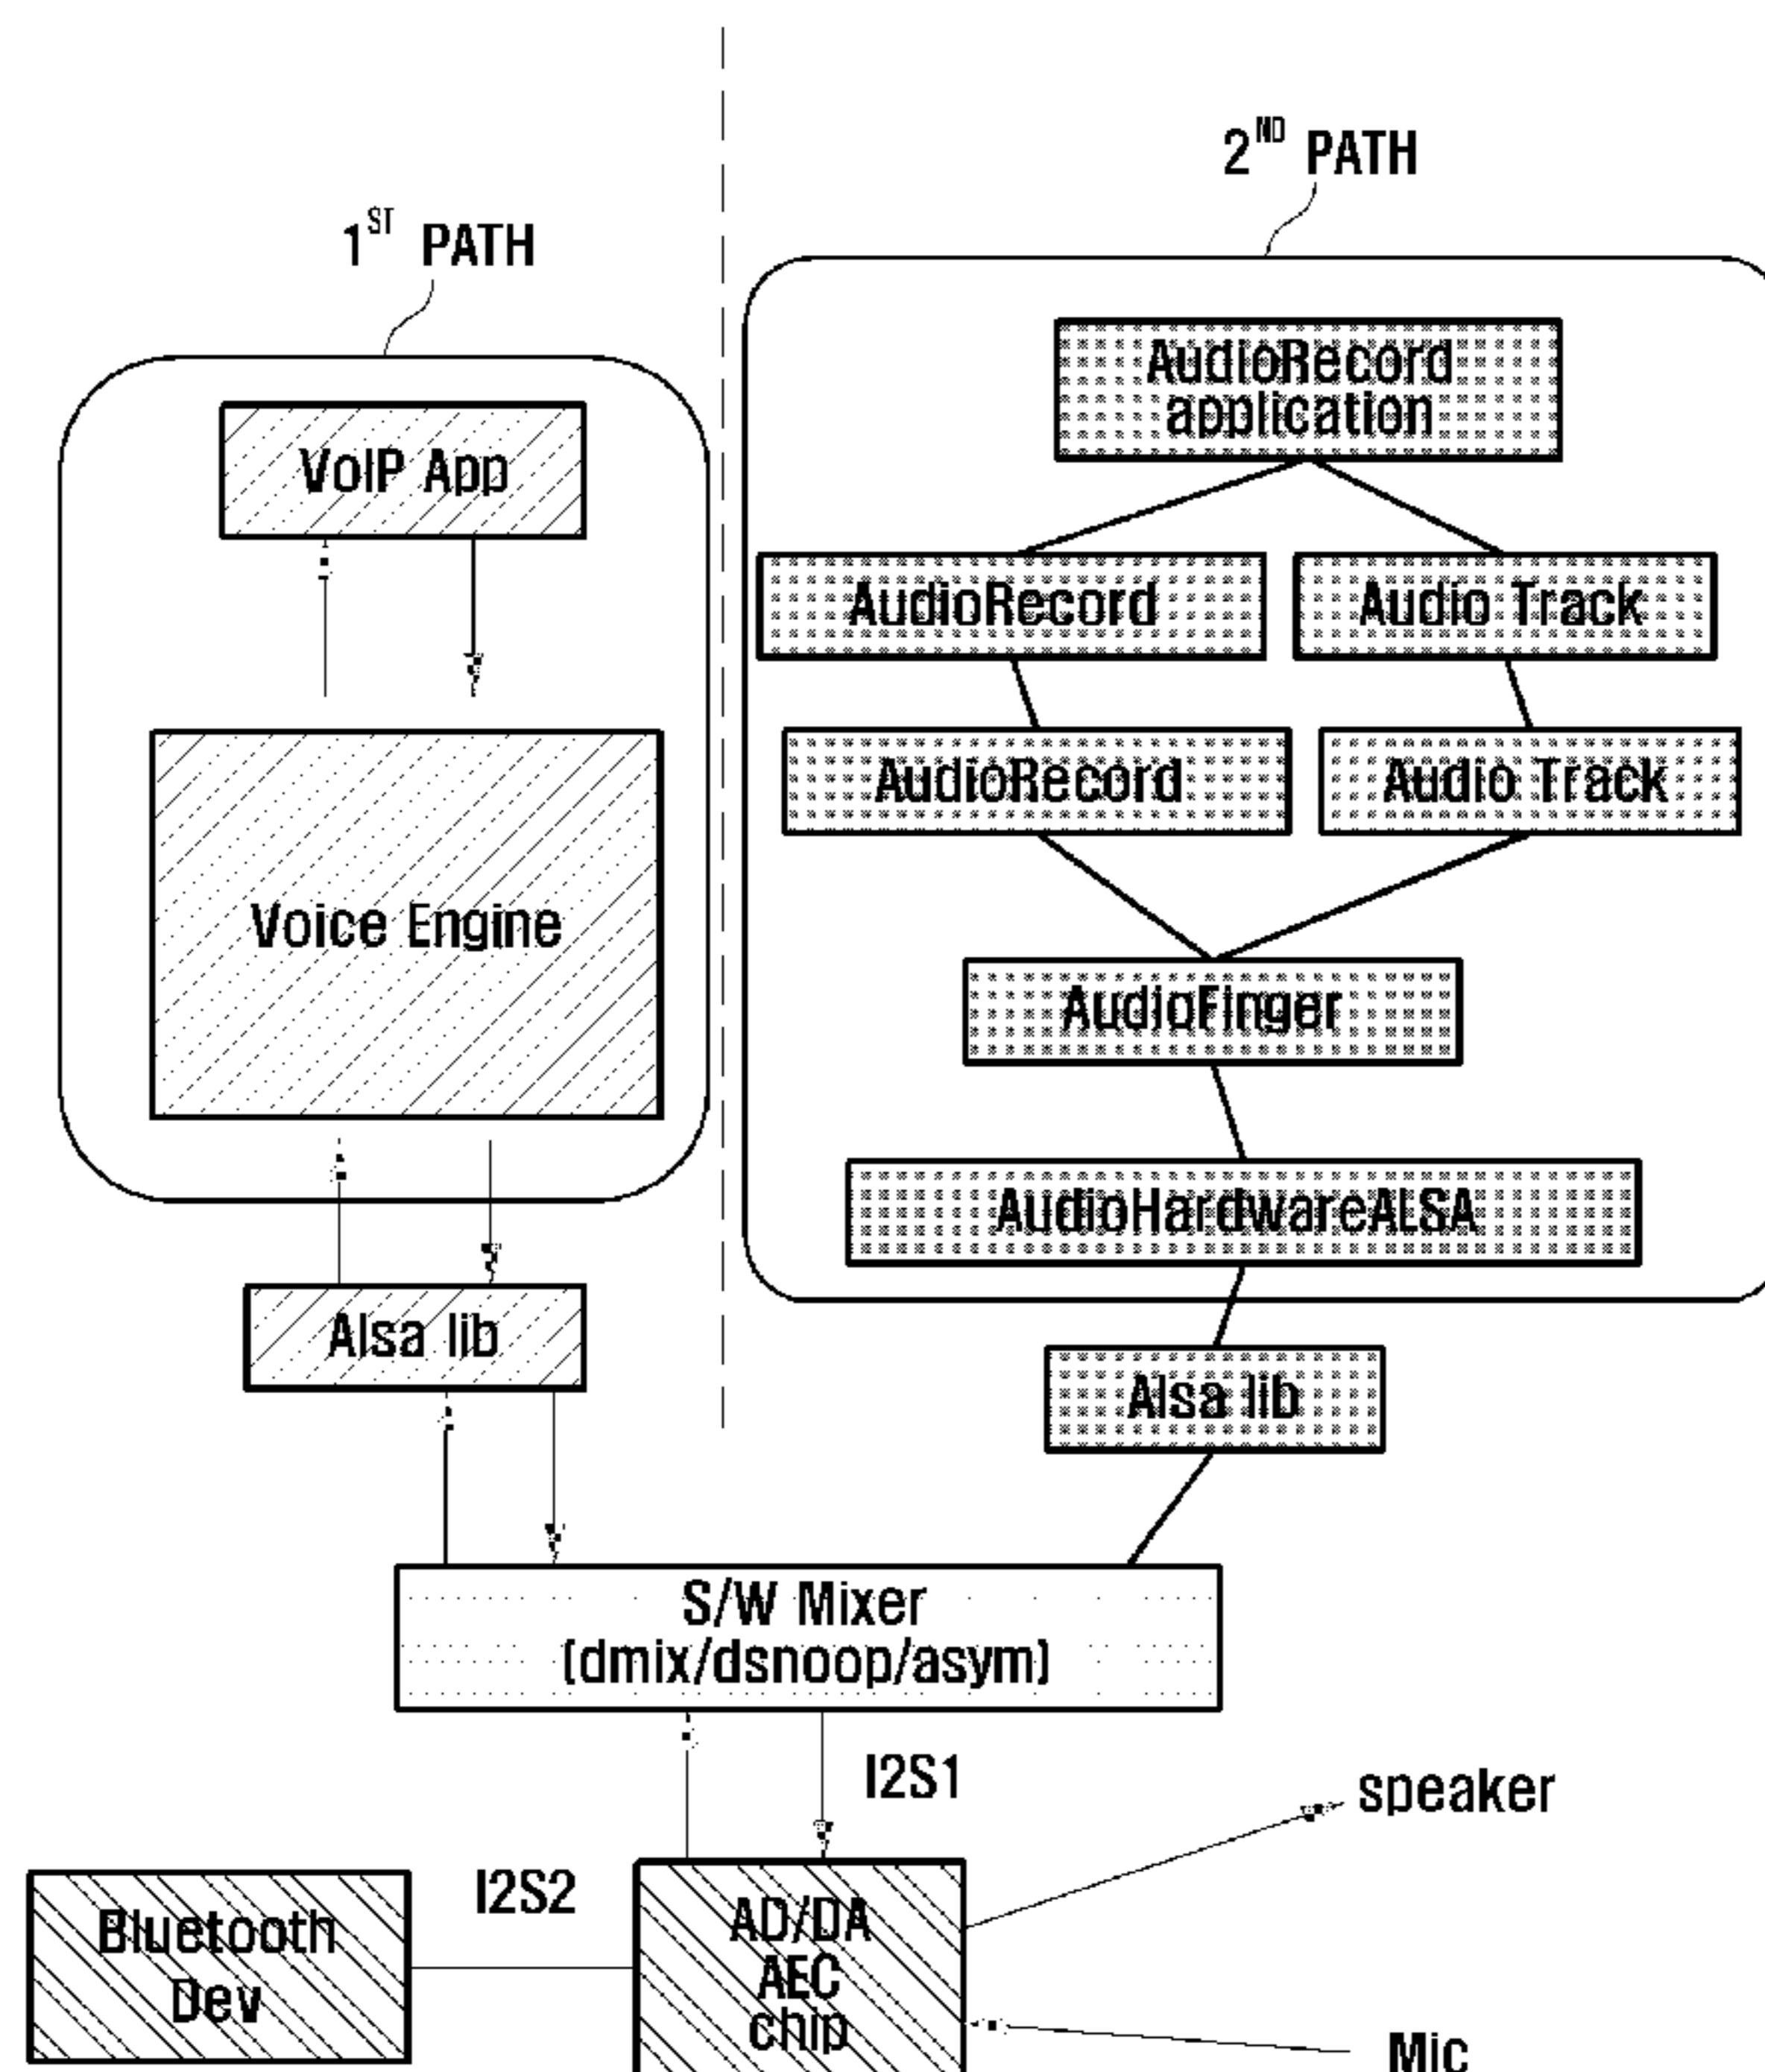 2ND PATH
1ST PATH
AudioRecord
application
VoIP App
AudioRecord
Audio Track
AudioRecord
Audio Track
Voice Engine
AudioFinger
AudioHardwareALSA
Alsa lib
Alsa lib
S/W Mixer
(dmix/dsnoop/asym)
I2S1
speaker
I2S2
Bluetooth
Dev
AD/DA
AEC
chip
Mic